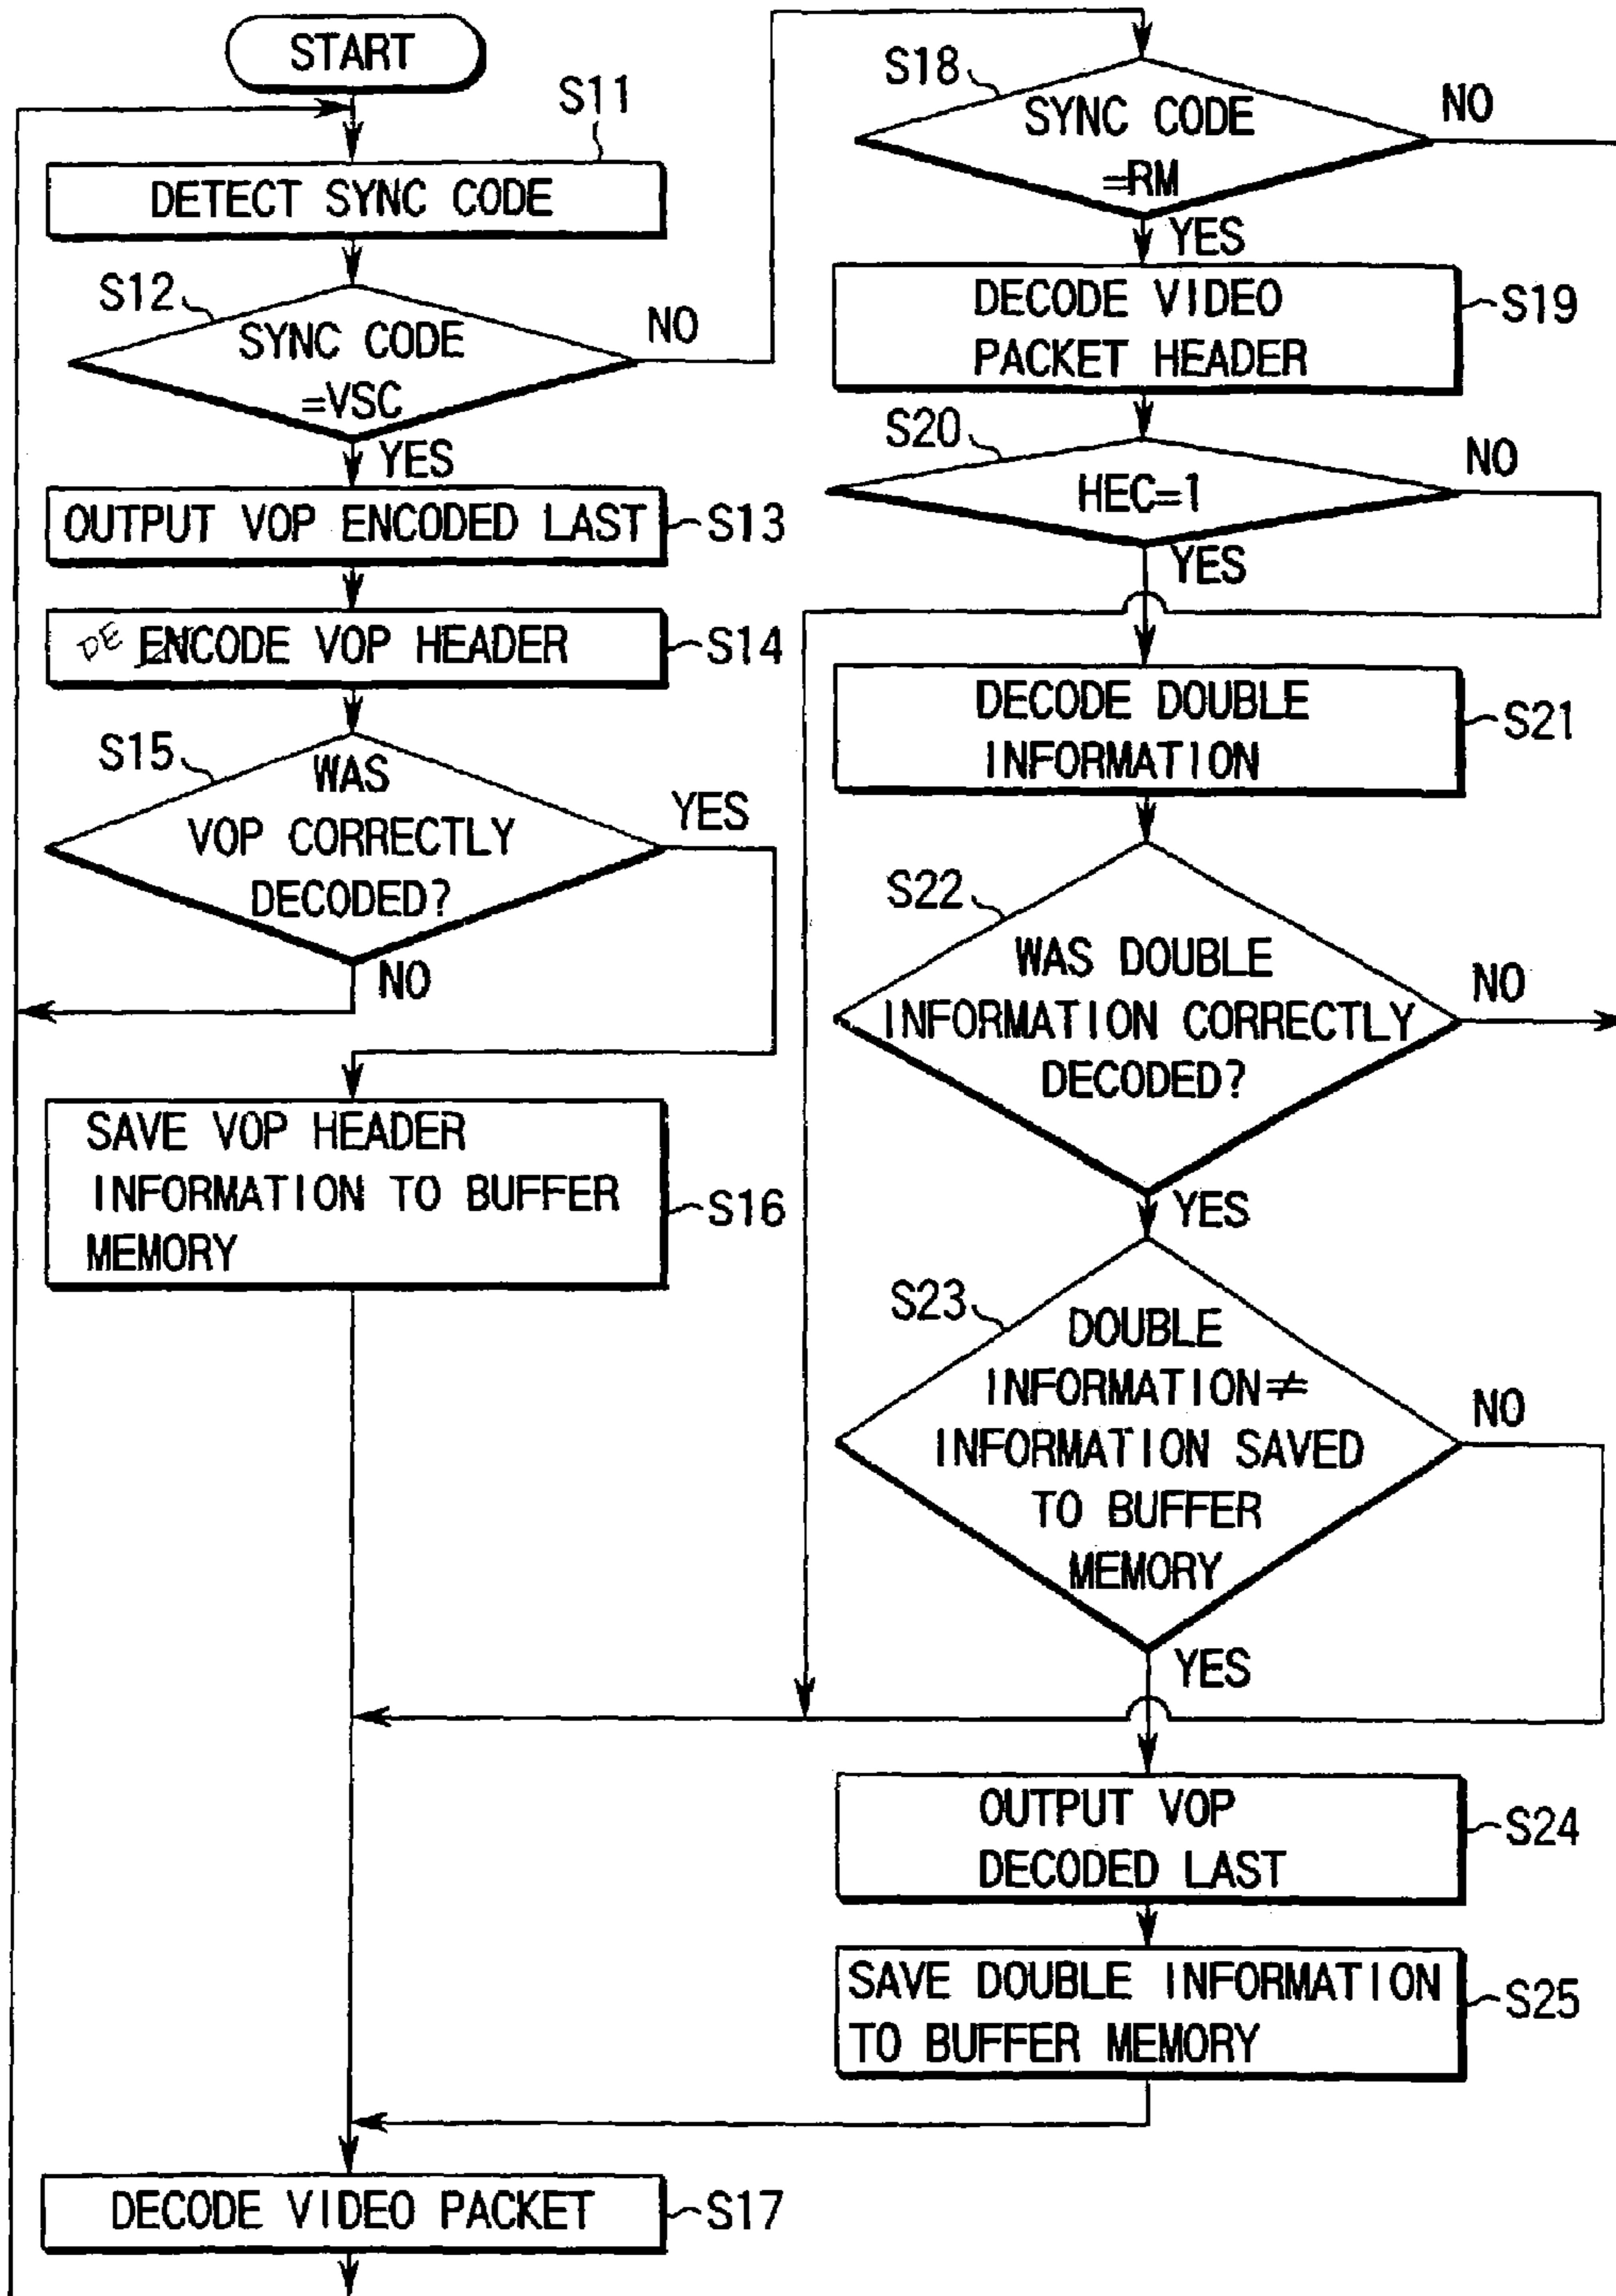 START
S11
DETECT SYNC CODE
S12
SYNC CODE
=VSC
NO
YES
OUTPUT VOP ENCODED LAST
S13
DE ENCODE VOP HEADER
S14
S15
WAS
VOP CORRECTLY
DECODED?
YES
NO
SAVE VOP HEADER
INFORMATION TO BUFFER
MEMORY
S16
DECODE VIDEO PACKET
S17
S18
SYNC CODE
=RM
NO
YES
DECODE VIDEO
PACKET HEADER
S19
S20
HEC=1
NO
YES
DECODE DOUBLE
INFORMATION
S21
S22
WAS DOUBLE
INFORMATION CORRECTLY
DECODED?
NO
YES
S23
DOUBLE
INFORMATION≠
INFORMATION SAVED
TO BUFFER
MEMORY
NO
YES
OUTPUT VOP
DECODED LAST
S24
SAVE DOUBLE INFORMATION
TO BUFFER MEMORY
S25